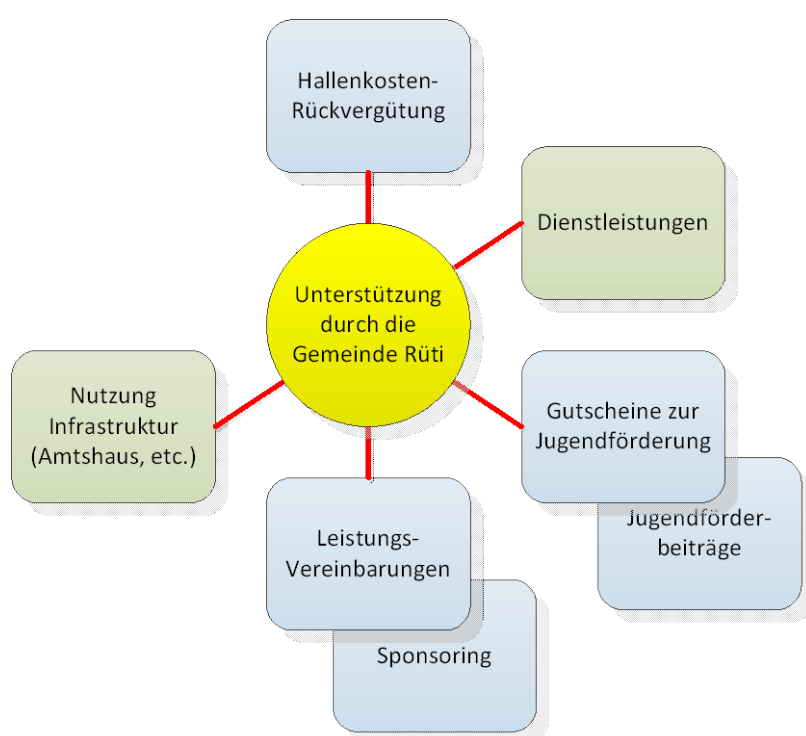 Hallenkosten-
Rückvergütung
Dienstleistungen
Unterstützung
durch die
Gemeinde Rüti
Nutzung
Infrastruktur
(Amtshaus, etc.)
Gutscheine zur
Jugendförderung
Jugendförder-
beiträge
Leistungs-
Vereinbarungen
Sponsoring